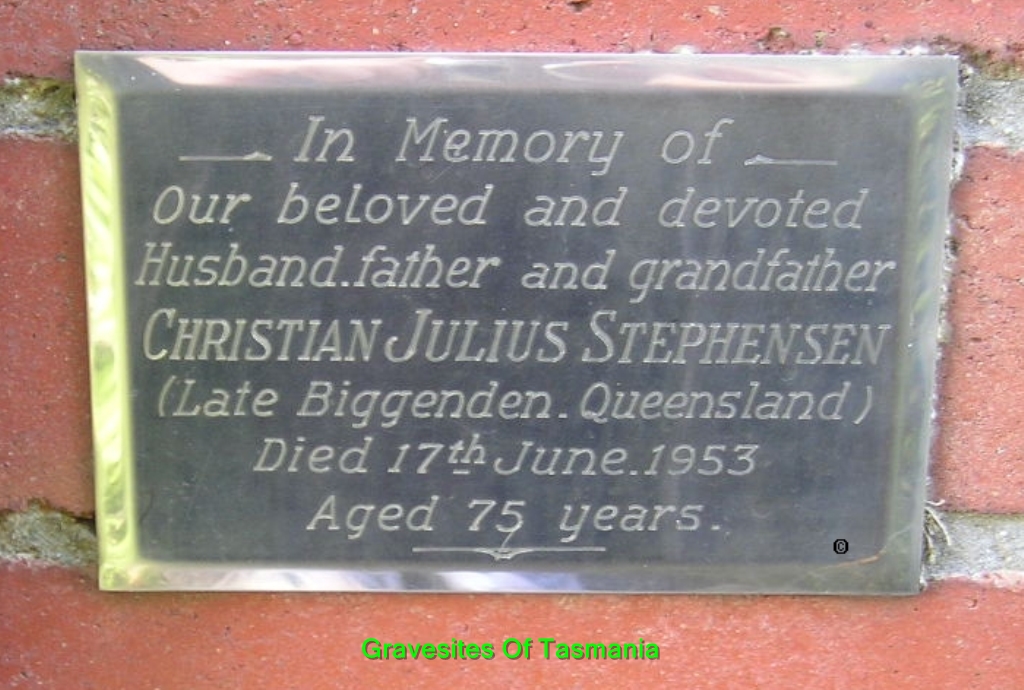 In Memory of
Our beloved and devoted
Husband.father and grandfather
CHRISTIAN JULIUS STEPHENSEN
(Late Biggenden. Queensland)
Died 17th June.1953
Aged 75 years.
©
Gravesites Of Tasmania